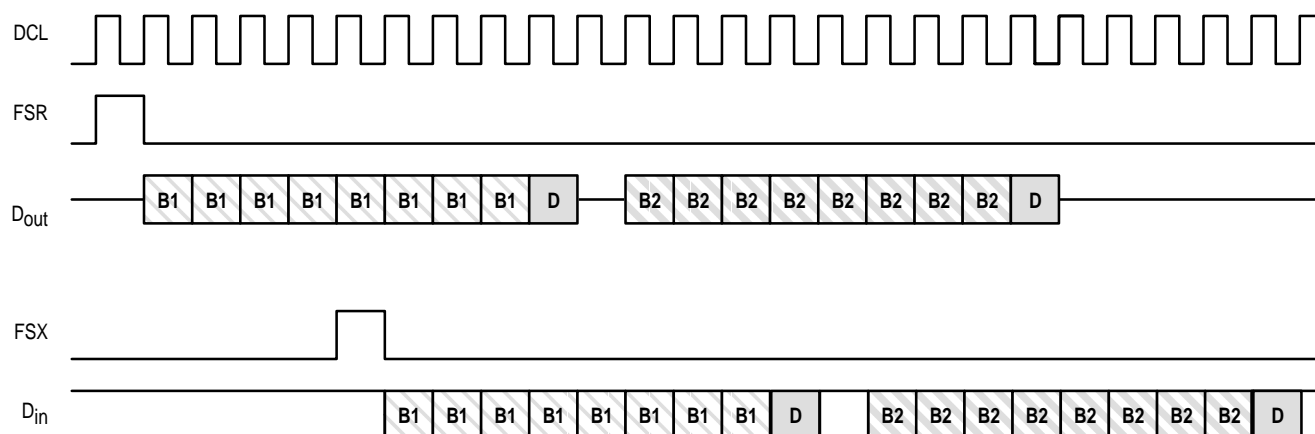 DCL
FSR
Dout B1 B1 B1 B1 B1 B1 B1 B1 D B2 B2 B2 B2 B2 B2 B2 B2 D
FSX
Din B1 B1 B1 B1 B1 B1 B1 B1 D B2 B2 B2 B2 B2 B2 B2 B2 D